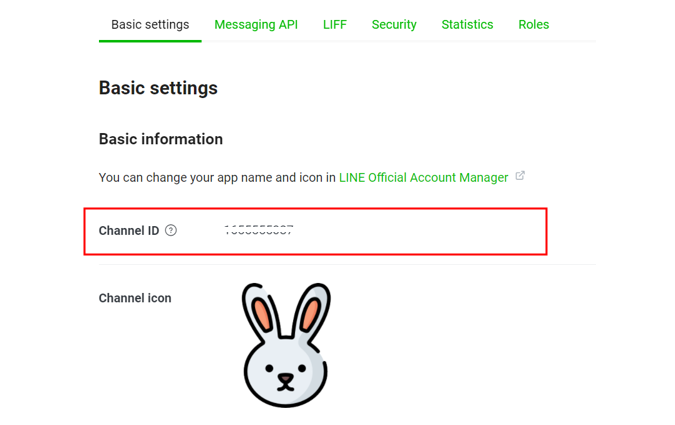 Basic settings Messaging API LIFF Security Statistics Roles
Basic settings
Basic information
You can change your app name and icon in LINE Official Account Manager
Channel ID ?
Channel icon